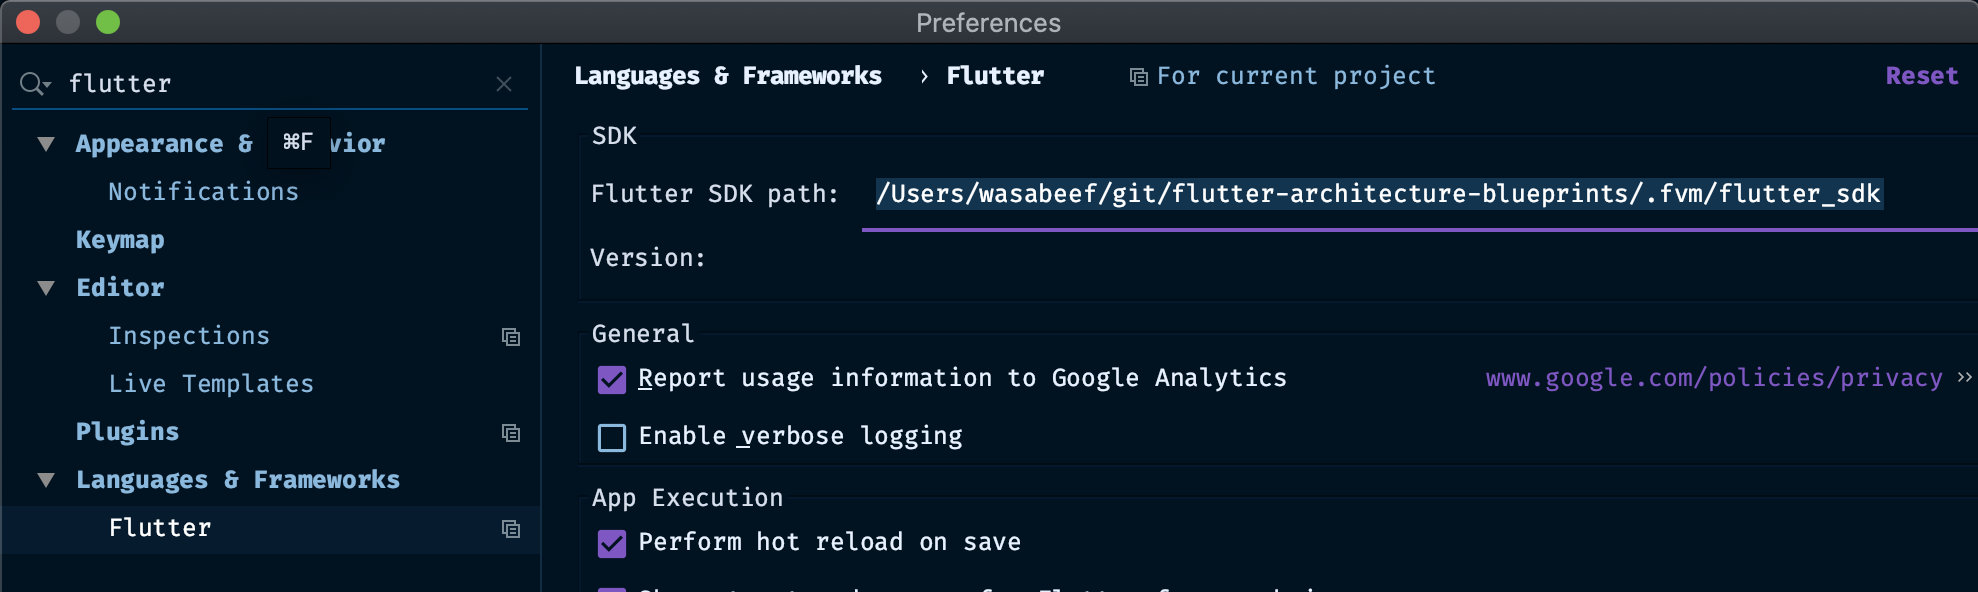 Preferences
flutter
Appearance & vior
⌘F
Notifications
Keymap
Editor
Inspections
Live Templates
Plugins
Languages & Frameworks
Flutter
Languages & Frameworks › Flutter
For current project
Reset
SDK
Flutter SDK path: /Users/wasabeef/git/flutter-architecture-blueprints/.fvm/flutter_sdk
Version:
General
Report usage information to Google Analytics
www.google.com/policies/privacy »
Enable verbose logging
App Execution
Perform hot reload on save